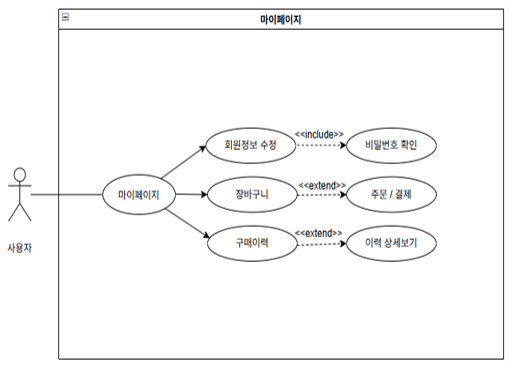 마이페이지
<<include>>
회원정보 수정
비밀번호 확인
<<extend>>
마이페이지
장바구니
주문 / 결제
<<extend>>
구매이력
이력 상세보기
사용자